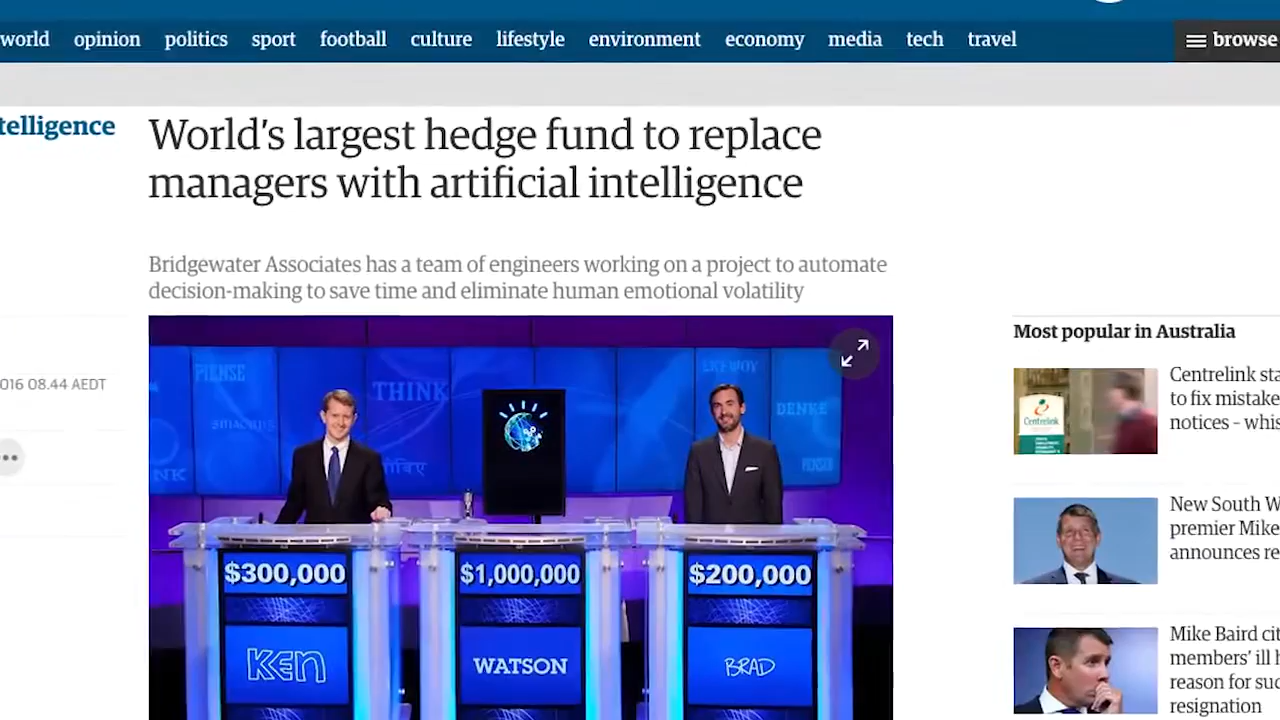 world opinion politics sport football culture lifestyle environment economy media tech travel browse
telligence
World's largest hedge fund to replace
managers with artificial intelligence
Bridgewater Associates has a team of engineers working on a project to automate
decision-making to save time and eliminate human emotional volatility
016 08.44 AEDT
THINK
DENKE
$300,000
$1,000,000
$200,000
KEN
WATSON
BRAD
Most popular in Australia
Centrelink
Centrelink sta
to fix mistake
notices – whis
New South W
premier Mike
announces re
Mike Baird cit
members' ill h
reason for suc
resignation